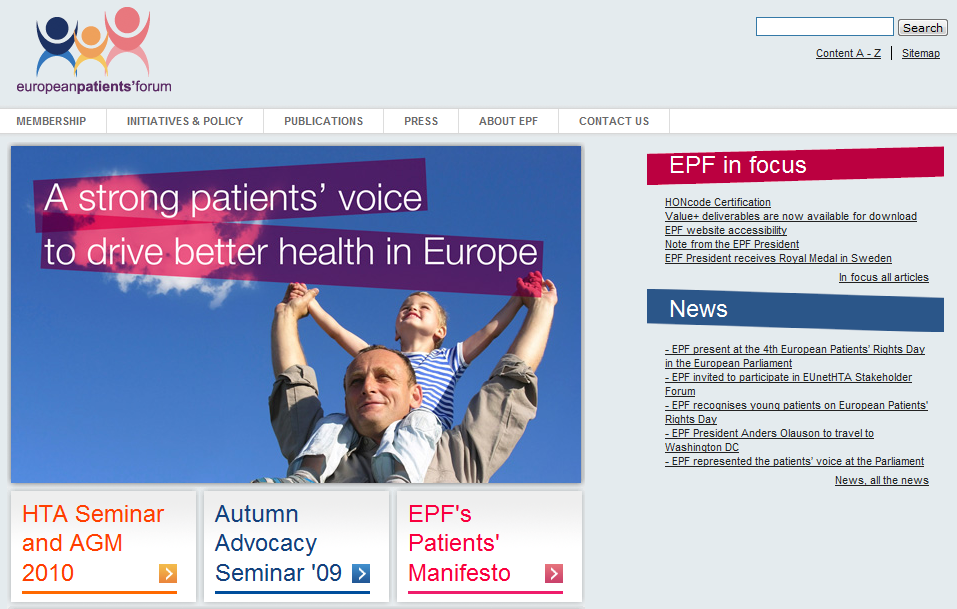 Search
Content A - Z
Sitemap
europeanpatients'forum
MEMBERSHIP
INITIATIVES & POLICY
PUBLICATIONS
PRESS
ABOUT EPF
CONTACT US
A strong patients' voice
to drive better health in Europe
EPF in focus
HONcode Certification
Value+ deliverables are now available for download
EPF website accessibility
Note from the EPF President
EPF President receives Royal Medal in Sweden
In focus all articles
News
- EPF present at the 4th European Patients' Rights Day
in the European Parliament
- EPF invited to participate in EUnetHTA Stakeholder
Forum
- EPF recognises young patients on European Patients'
Rights Day
- EPF President Anders Olauson to travel to
Washington DC
- EPF represented the patients' voice at the Parliament
News, all the news
HTA Seminar
and AGM
2010
Autumn
Advocacy
Seminar '09
EPF's
Patients'
Manifesto